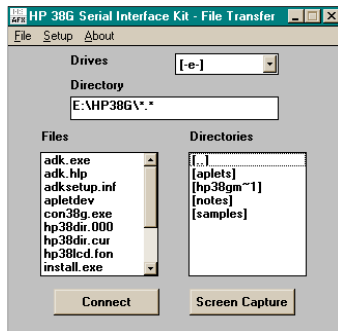 HP 38G Serial Interface Kit - File Transfer
File Setup About
Drives
[-e-]
Directory
E:\HP38G\*.*
Files
Directories
adk.exe
adk.hlp
adksetup.inf
apletdev
con38g.exe
hp38dir.000
hp38dir.cur
hp38lcd.fon
install.exe
[..]
[aplets]
[hp38gm~1]
[notes]
[samples]
Connect
Screen Capture